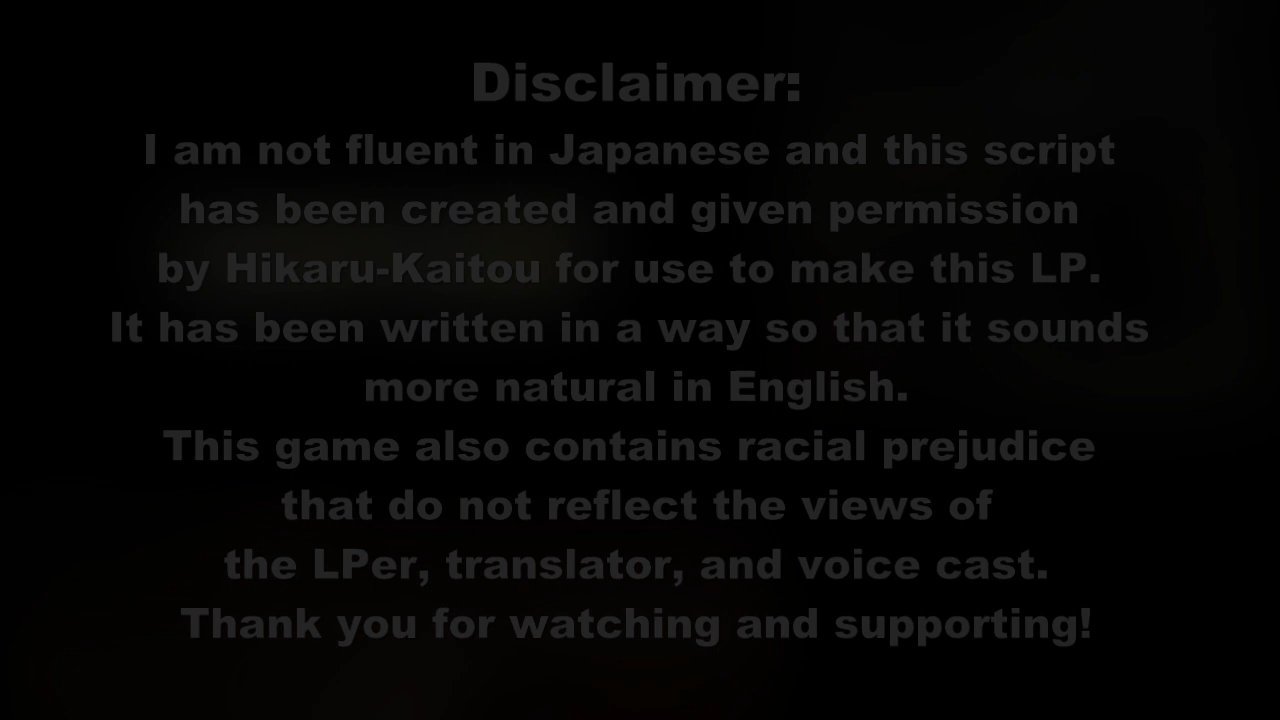 Disclaimer:
I am not fluent in Japanese and this script
has been created and given permission
by Hikaru-Kaitou for use to make this LP.
It has been written in a way so that it sounds
more natural in English.
This game also contains racial prejudice
that do not reflect the views of
the LPer, translator, and voice cast.
Thank you for watching and supporting!